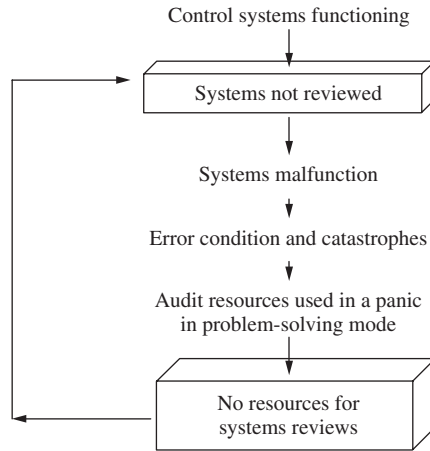 Control systems functioning
Systems not reviewed
Systems malfunction
Error condition and catastrophes
Audit resources used in a panic
in problem-solving mode
No resources for
systems reviews